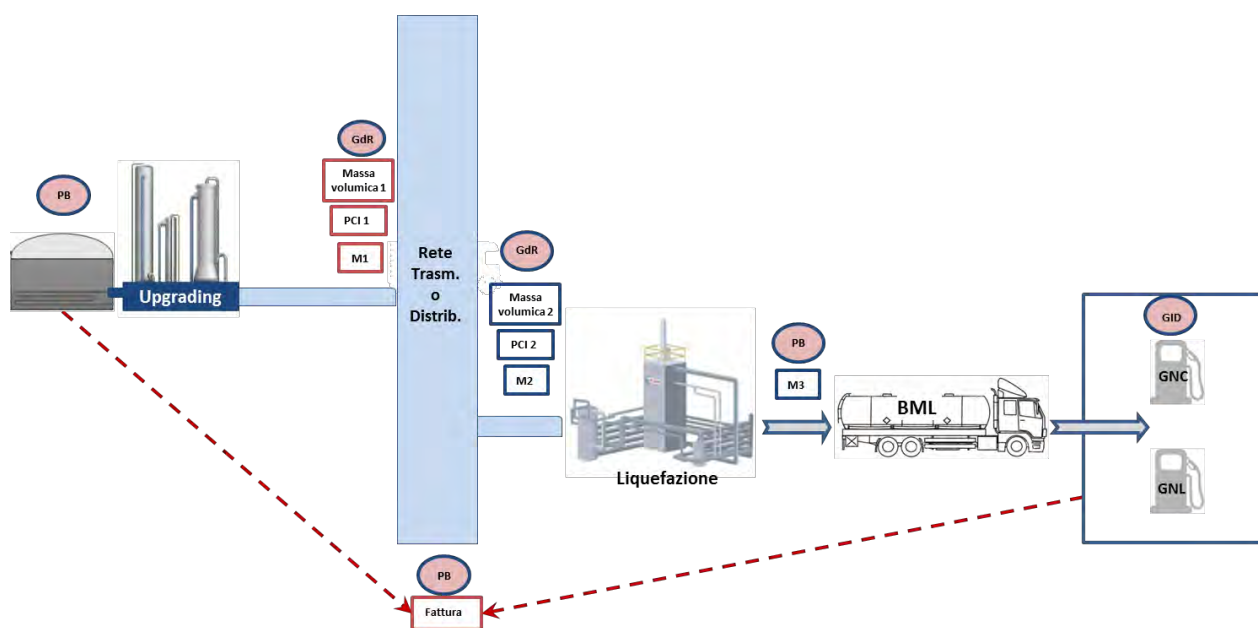 PB
Upgrading
GdR
Massa
volumica 1
PCI 1
M1
Rete
Trasm.
o
Distrib.
GdR
Massa
volumica 2
PCI 2
M2
Liquefazione
PB
M3
BML
GID
GNC
GNL
PB
Fattura